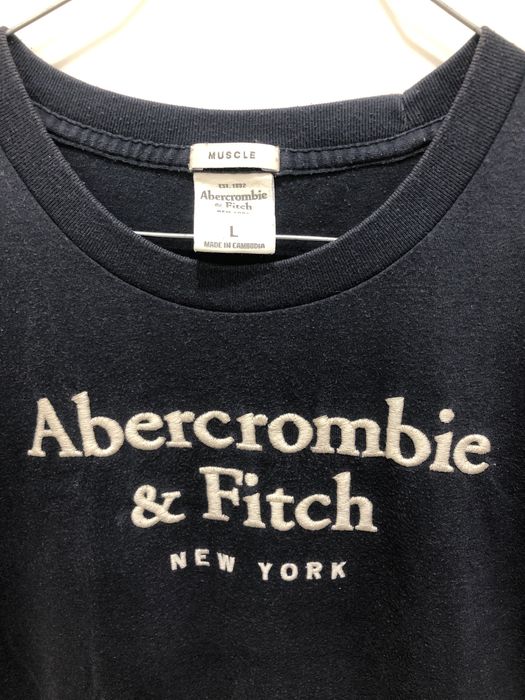 MUSCLE
EST. 1892
Abercrombie
& Fitch
NEW YORK
L
MADE IN CAMBODIA
Abercrombie
& Fitch
NEW YORK